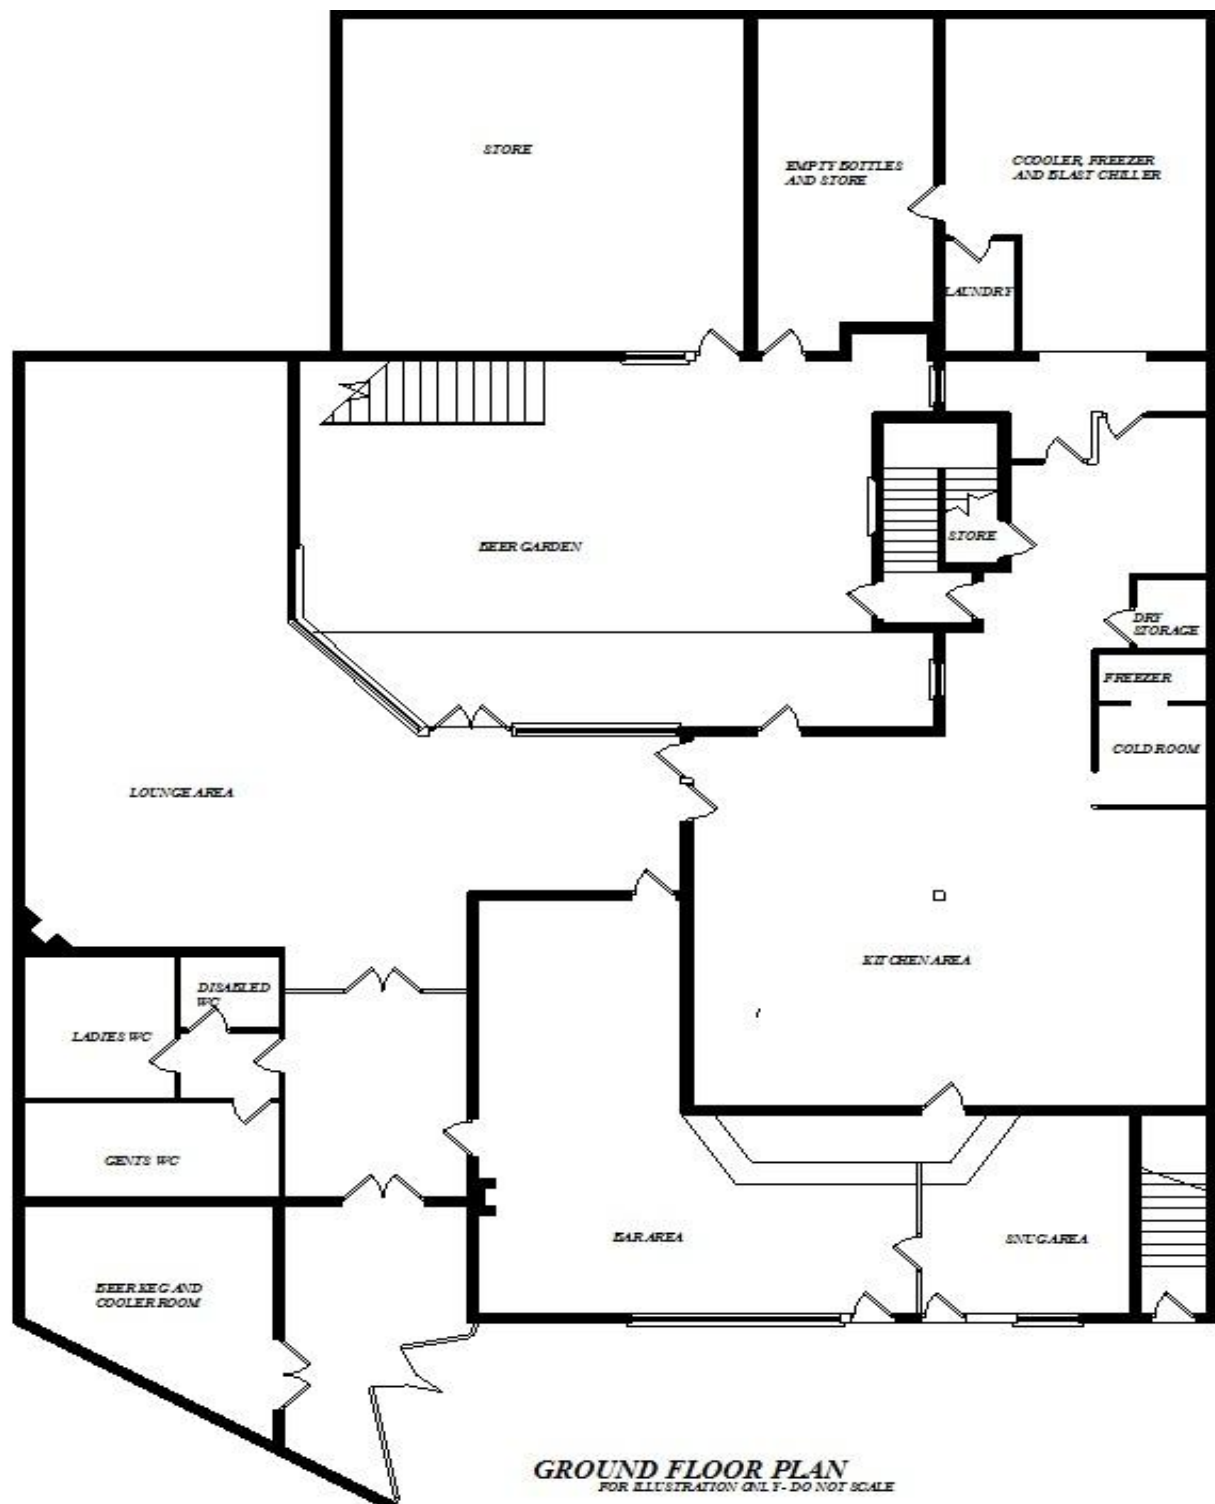 STORE
EMPTY BOTTLES
AND STORE
CCOOLER, FREEZER
AND BLAST CHILLER
LAUNDRY
STORE
BEER GARDEN
DRY
STORAGE
FREEZER
COLD ROOM
LOUNGE AREA
KITCHEN AREA
DISABLED
WC
LADIES WC
GENTS WC
BAR AREA
SNUG AREA
BEER KEG AND
COOLER ROOM
GROUND FLOOR PLAN
FOR ILLUSTRATION ONLY - DO NOT SCALE